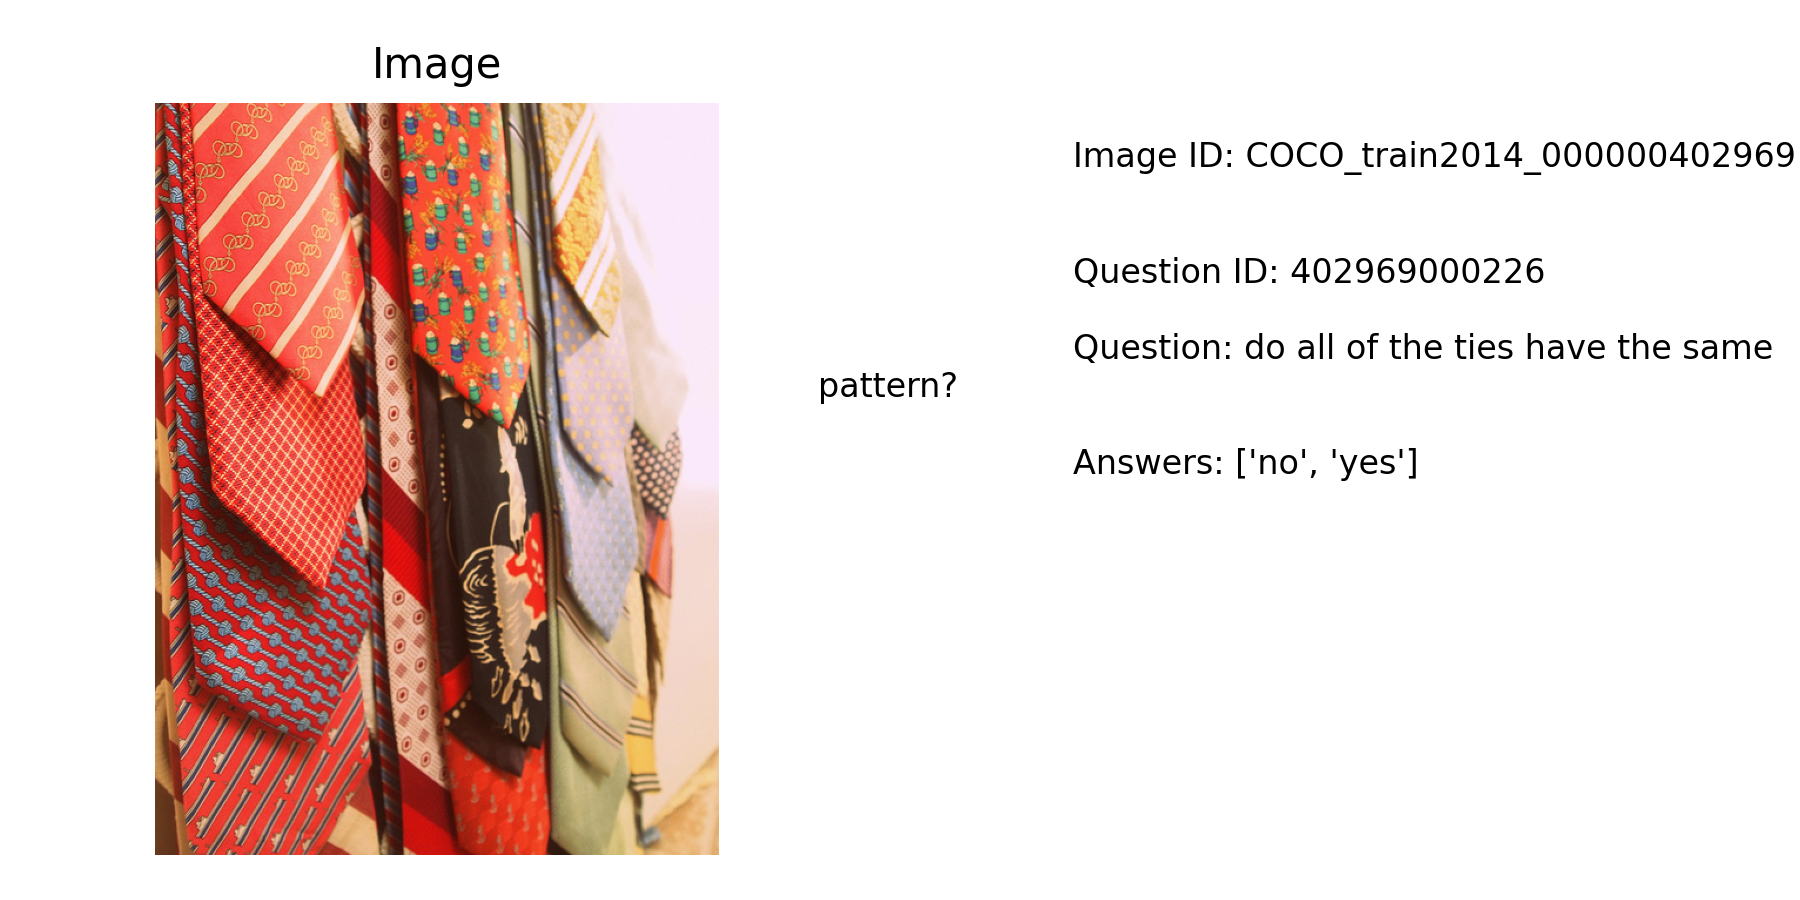 Image
Image ID: COCO_train2014_000000402969
Question ID: 402969000226
Question: do all of the ties have the same
pattern?
Answers: ['no', 'yes']